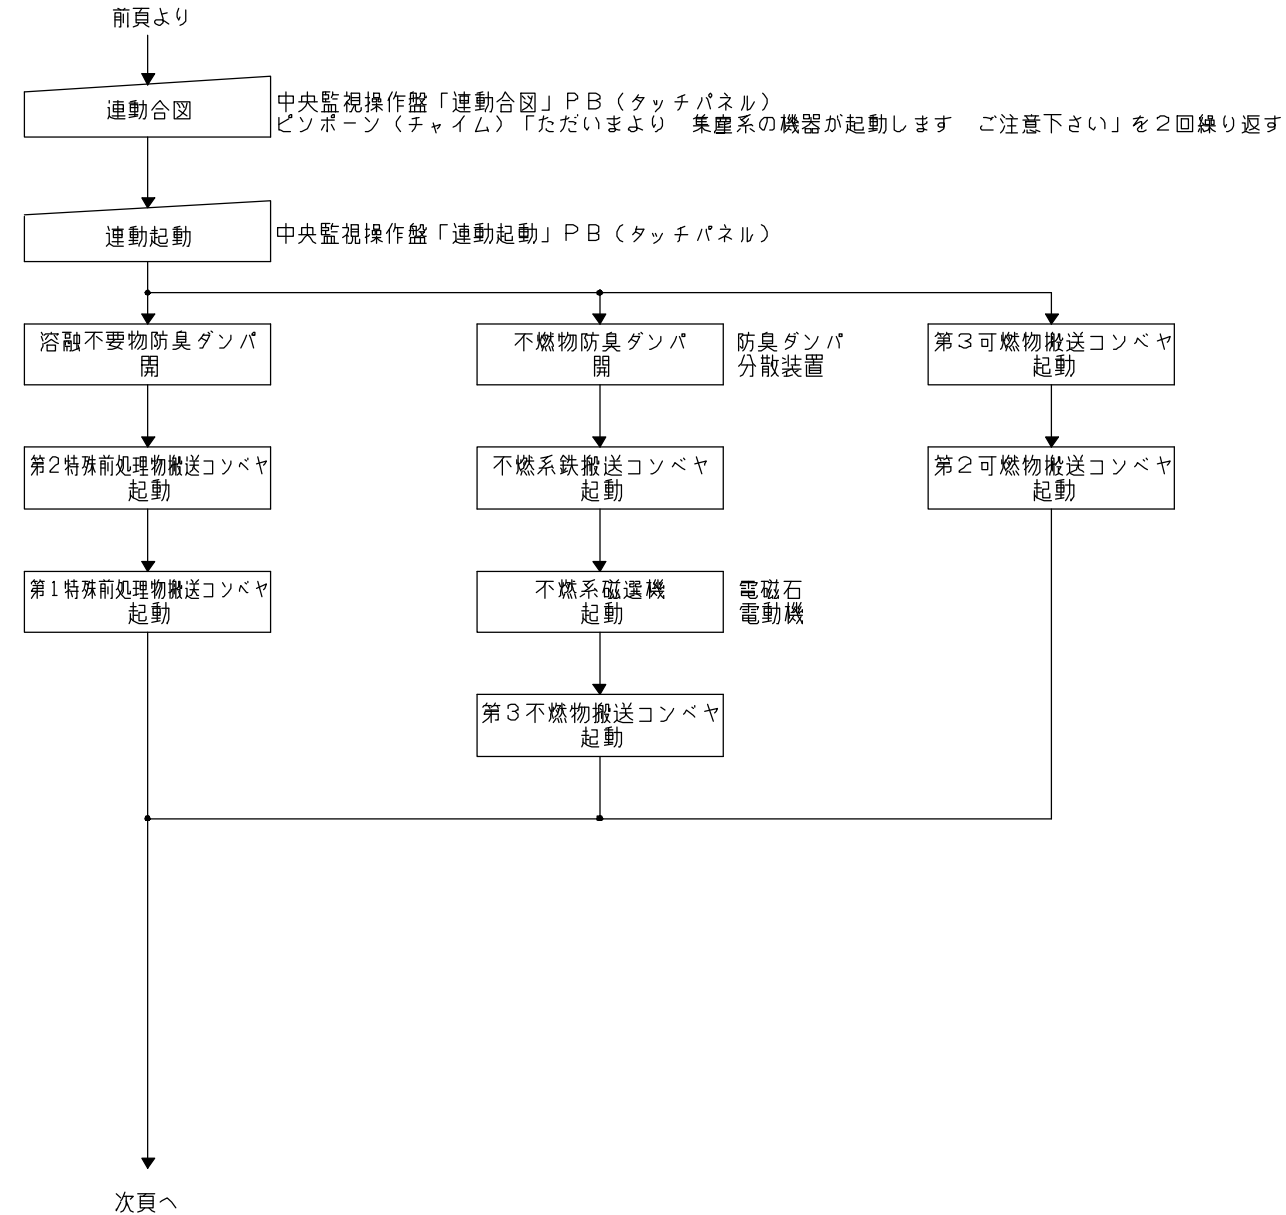 前頁より
連動合図
中央監視操作盤「連動合図」ＰＢ（タッチパネル）
ピンポーン（チャイム）「ただいまより　集塵系の機器が起動します　ご注意下さい」を２回繰り返す
連動起動
中央監視操作盤「連動起動」ＰＢ（タッチパネル）
溶融不要物防臭ダンパ
開
不燃物防臭ダンパ
開
防臭ダンパ
分散装置
第３可燃物搬送コンベヤ
起動
第２特殊前処理物搬送コンベヤ
起動
不燃系鉄搬送コンベヤ
起動
第２可燃物搬送コンベヤ
起動
第１特殊前処理物搬送コンベヤ
起動
不燃系磁選機
起動
電磁石
電動機
第３不燃物搬送コンベヤ
起動
次頁へ